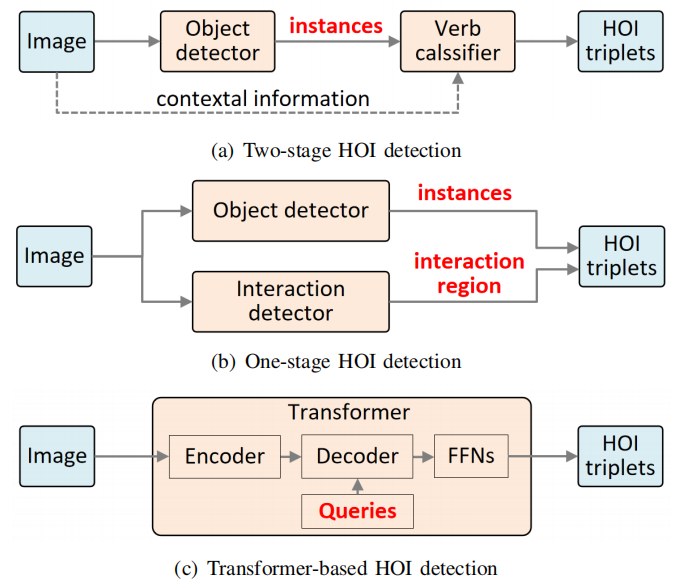 Image
Object
detector
instances
Verb
calssifier
HOI
triplets
contextal information
(a) Two-stage HOI detection
Image
Object detector
instances
Interaction
detector
interaction
region
HOI
triplets
(b) One-stage HOI detection
Transformer
Image
Encoder
Decoder
FFNs
HOI
triplets
Queries
(c) Transformer-based HOI detection